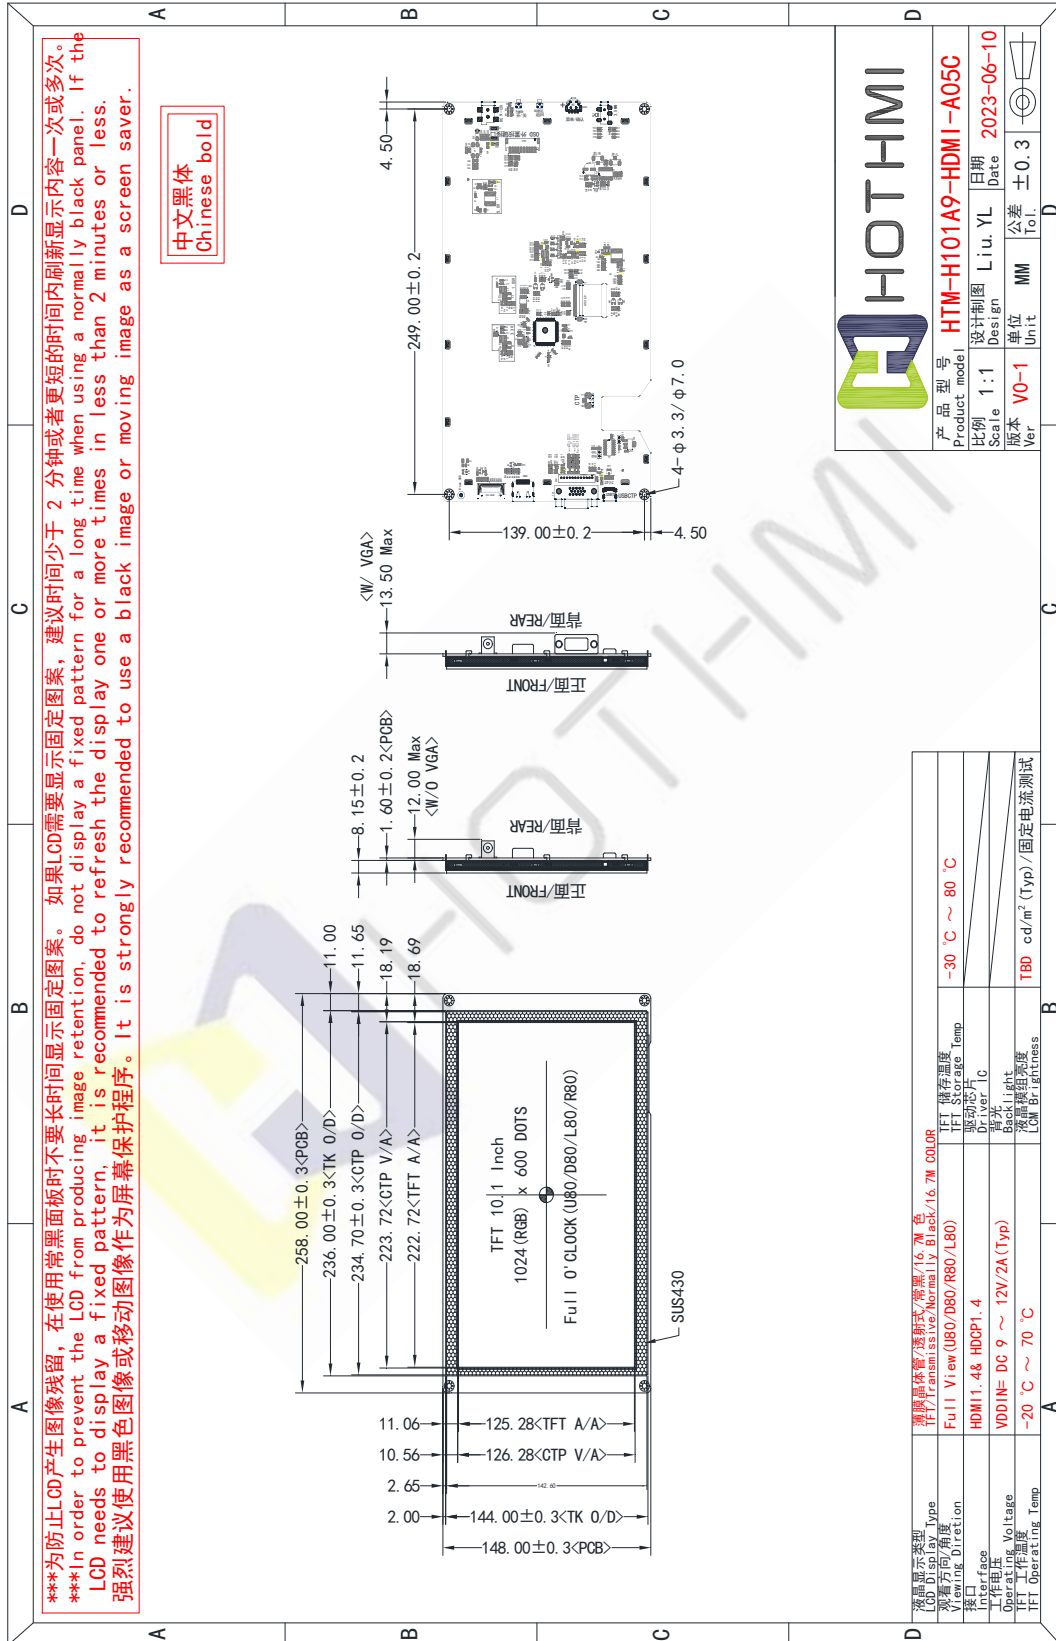 ***为防止LCD产生图像残留, 在使用常黑面板时不要长时间显示固定图案。 如果LCD需要显示固定图案, 建议时间少于 2 分钟或者更短的时间内刷新显示内容一次或多次。
***In order to prevent the LCD from producing image retention, do not display a fixed pattern for a long time when using a normally black panel. If the
LCD needs to display a fixed pattern, it is recommended to refresh the display one or more times in less than 2 minutes or less.
强烈建议使用黑色图像或移动图像作为屏幕保护程序。It is strongly recommended to use a black image or moving image as a screen saver.
中文黑体
Chinese bold
A
B
C
D
A
B
C
D
A
B
C
D
A
B
C
D
258.00±0.3<PCB>
11.00
236.00±0.3<TK O/D>
11.65
234.70±0.3<CTP O/D>
18.19
223.72<CTP V/A>
18.69
222.72<TFT A/A>
TFT 10.1 Inch
1024(RGB) x 600 DOTS
Full O'CLOCK(U80/D80/L80/R80)
SUS430
11.06
125.28<TFT A/A>
10.56
126.28<CTP V/A>
2.65
142.60
2.00
144.00±0.3<TK O/D>
148.00±0.3<PCB>
8.15±0.2
1.60±0.2<PCB>
12.00 Max
<W/O VGA>
正面/FRONT
背面/REAR
<W/ VGA>
13.50 Max
正面/FRONT
背面/REAR
4.50
249.00±0.2
139.00±0.2
4.50
4-φ3.3/φ7.0
CTP
USBCTP
HOTHMI
HOTHMI
产 品 型 号
Product model
HTM-H101A9-HDMI-A05C
比例
Scale
1:1
设计制图
Design
Liu. YL
日期
Date
2023-06-10
版本
Ver
V0-1
单位
Unit
MM
公差
Tol.
±0.3
液晶显示类型
LCD Display Type
薄膜晶体管/透射式/常黑/16.7M 色
TFT/Transmissive/Normally Black/16.7M COLOR
观看方向/角度
Viewing Diretion
Full View(U80/D80/R80/L80)
TFT 储存温度
TFT Storage Temp
-30 ℃ ～ 80 ℃
接口
Interface
HDMI1.4& HDCP1.4
驱动芯片
Driver IC
工作电压
Operating Voltage
VDDIN= DC 9 ～ 12V/2A(Typ)
背光
Backlight
TFT 工作温度
TFT Operating Temp
-20 ℃ ～ 70 ℃
液晶模组亮度
LCM Brightness
TBD cd/m² (Typ)/固定电流测试